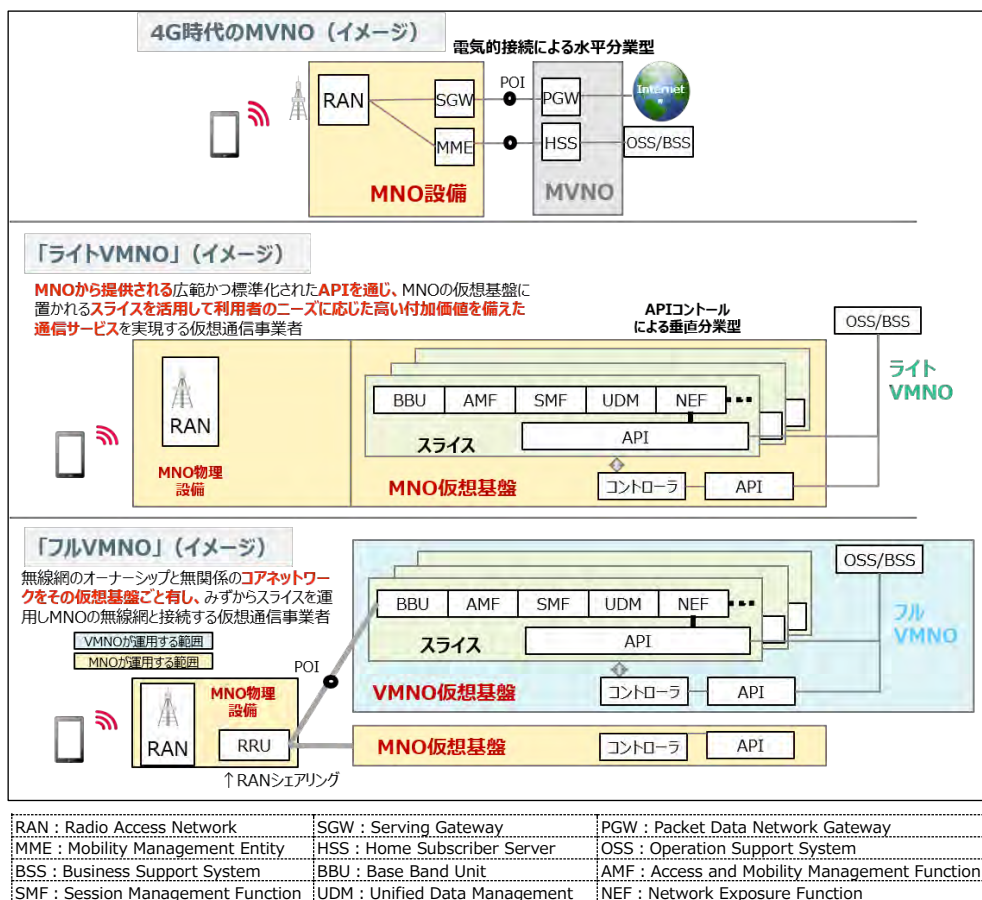 4G時代のMVNO（イメージ）
電気的接続による水平分業型
RAN
SGW
POI
PGW
Internet
MME
HSS
OSS/BSS
MNO設備
MVNO
「ライトVMNO」（イメージ）
MNOから提供される広範かつ標準化されたAPIを通じ、MNOの仮想基盤に
置かれるスライスを活用して利用者のニーズに応じた高い付加価値を備えた
通信サービスを実現する仮想通信事業者
APIコントール
による垂直分業型
OSS/BSS
ライト
VMNO
RAN
MNO物理
設備
BBU AMF SMF UDM NEF
スライス
API
MNO仮想基盤
コントローラ
API
「フルVMNO」（イメージ）
無線網のオーナーシップと無関係のコアネットワー
クをその仮想基盤ごと有し、みずからスライスを運
用しMNOの無線網と接続する仮想通信事業者
VMNOが運用する範囲
MNOが運用する範囲
OSS/BSS
フル
VMNO
BBU AMF SMF UDM NEF
スライス
API
VMNO仮想基盤
コントローラ
API
POI
MNO物理
設備
RAN
RRU
↑RANシェアリング
MNO仮想基盤
コントローラ
API
RAN：Radio Access Network SGW：Serving Gateway PGW：Packet Data Network Gateway
MME：Mobility Management Entity HSS：Home Subscriber Server OSS：Operation Support System
BSS：Business Support System BBU：Base Band Unit AMF：Access and Mobility Management Function
SMF：Session Management Function UDM：Unified Data Management NEF：Network Exposure Function